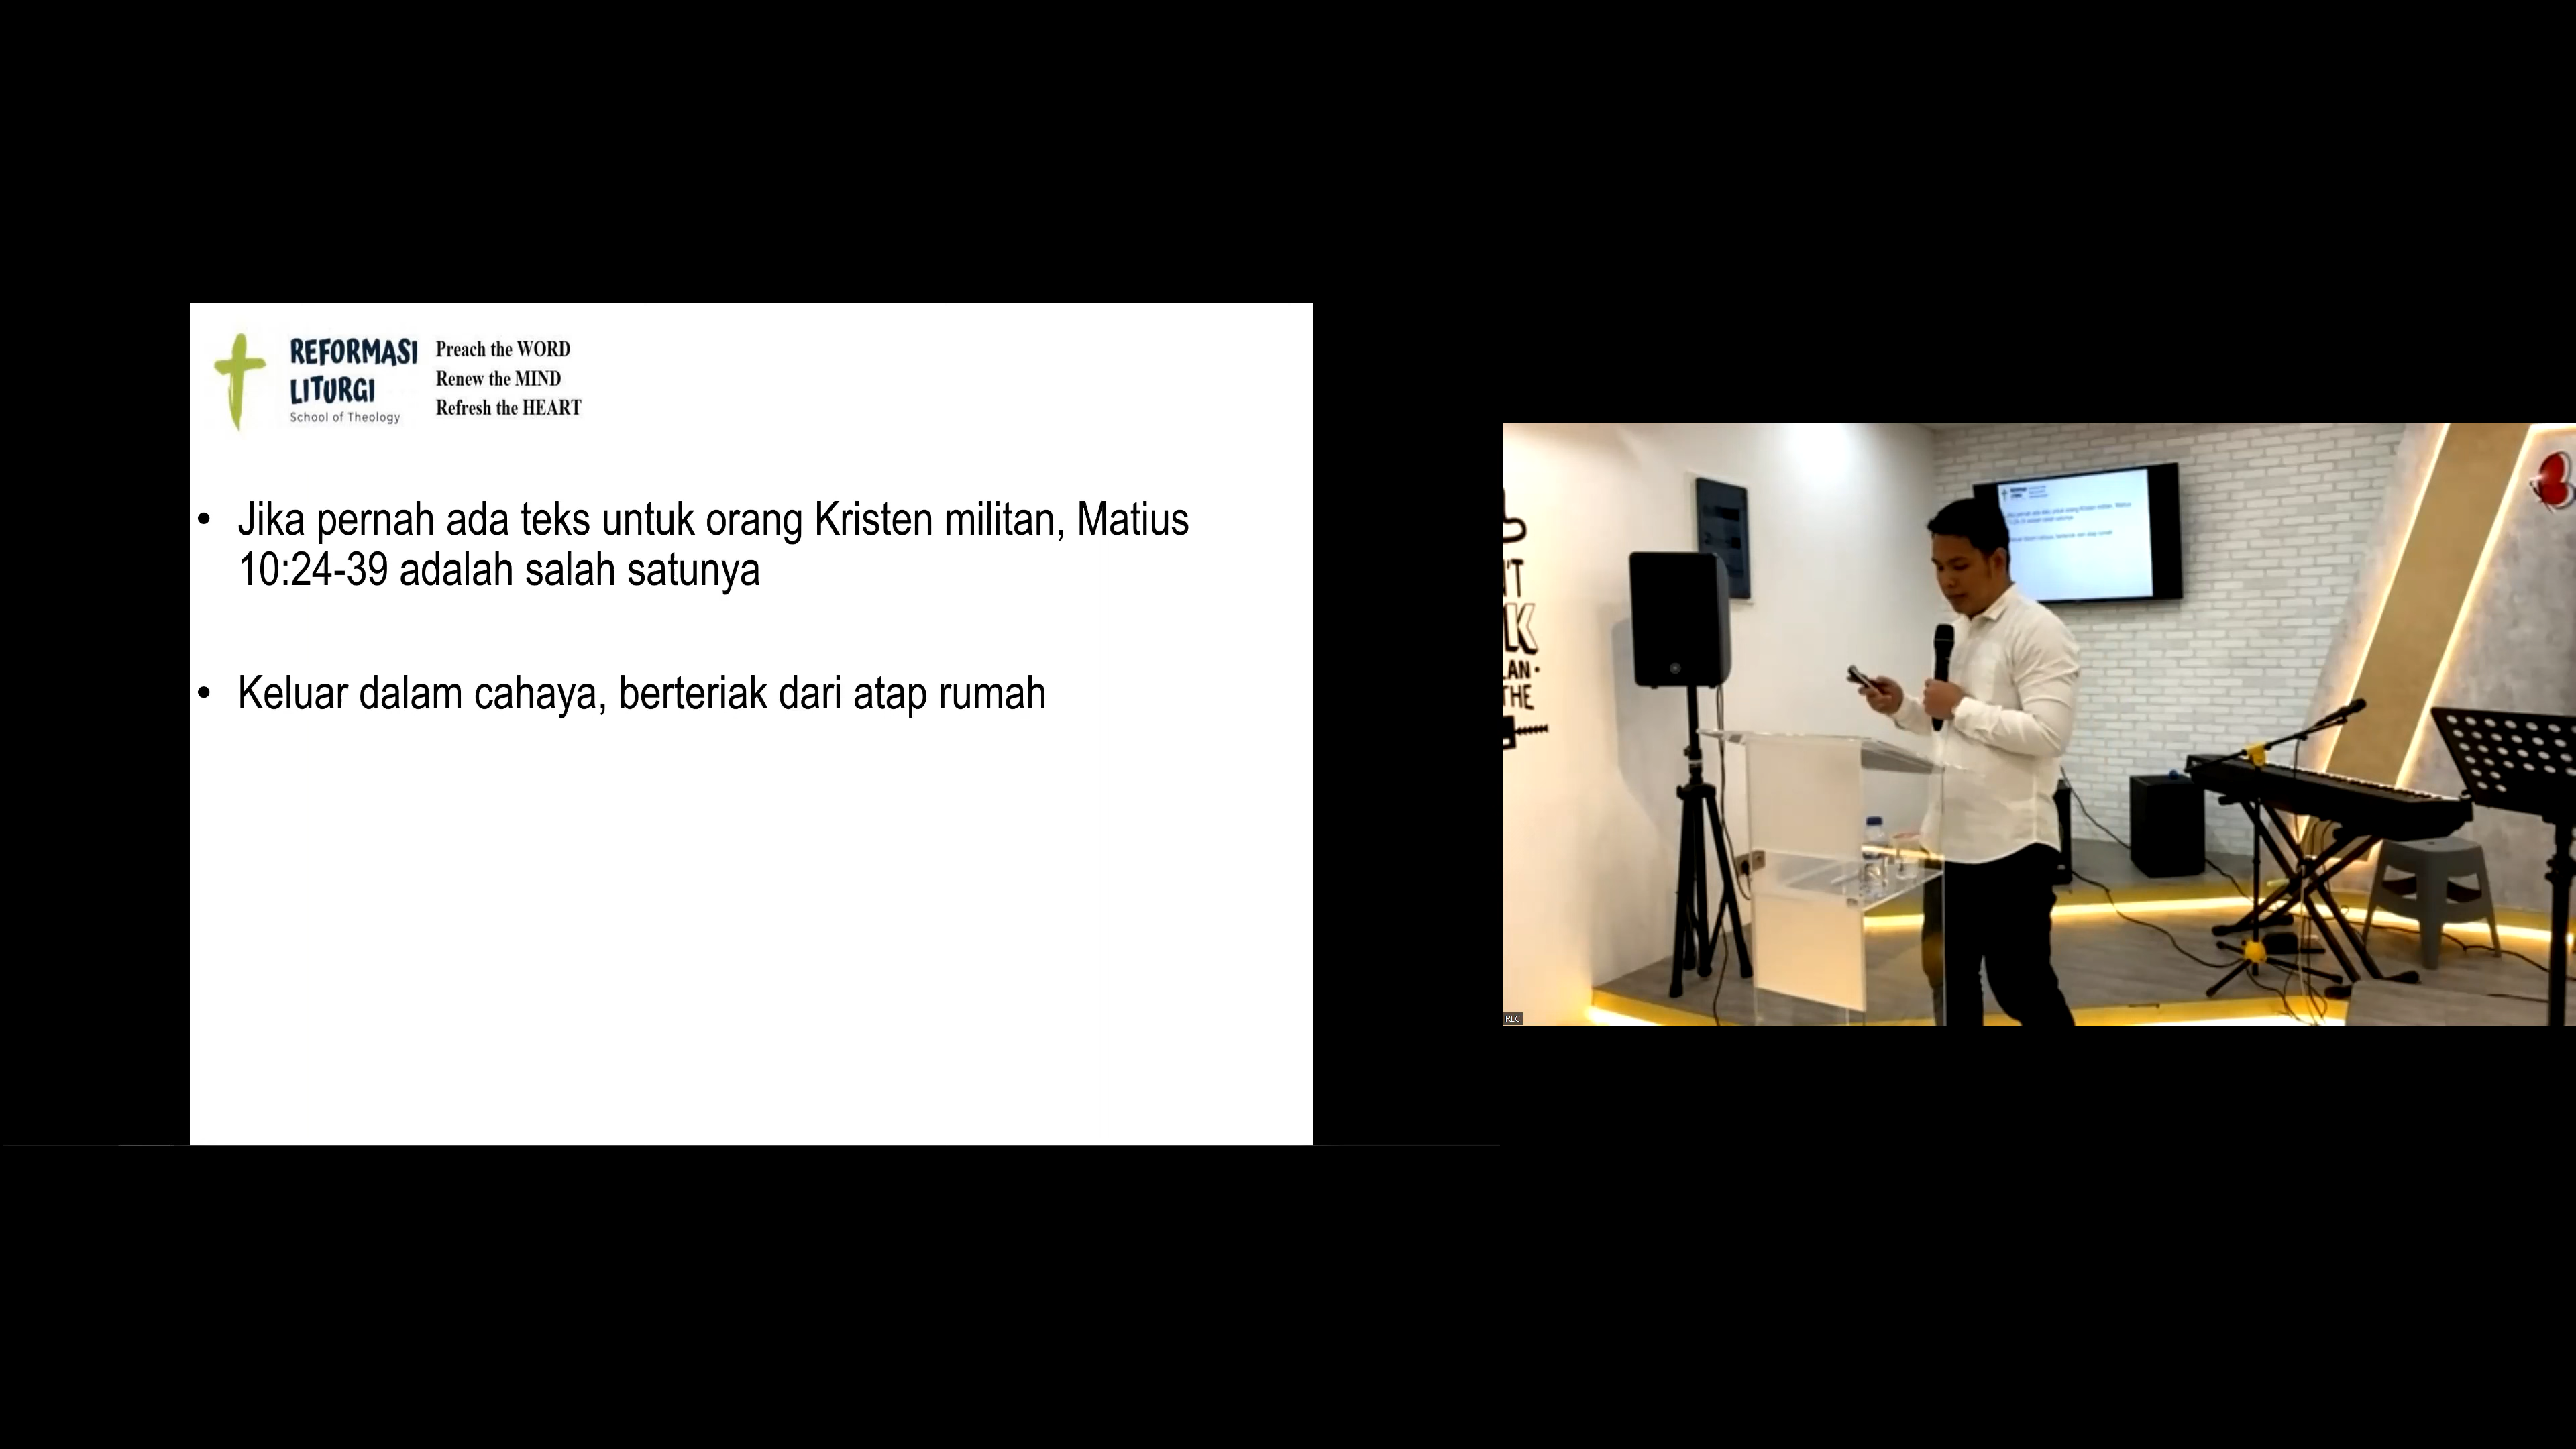 REFORMASI
LITURGI
School of Theology
Preach the WORD
Renew the MIND
Refresh the HEART
• Jika pernah ada teks untuk orang Kristen militan, Matius
10:24-39 adalah salah satunya
• Keluar dalam cahaya, berteriak dari atap rumah
THE
RLC